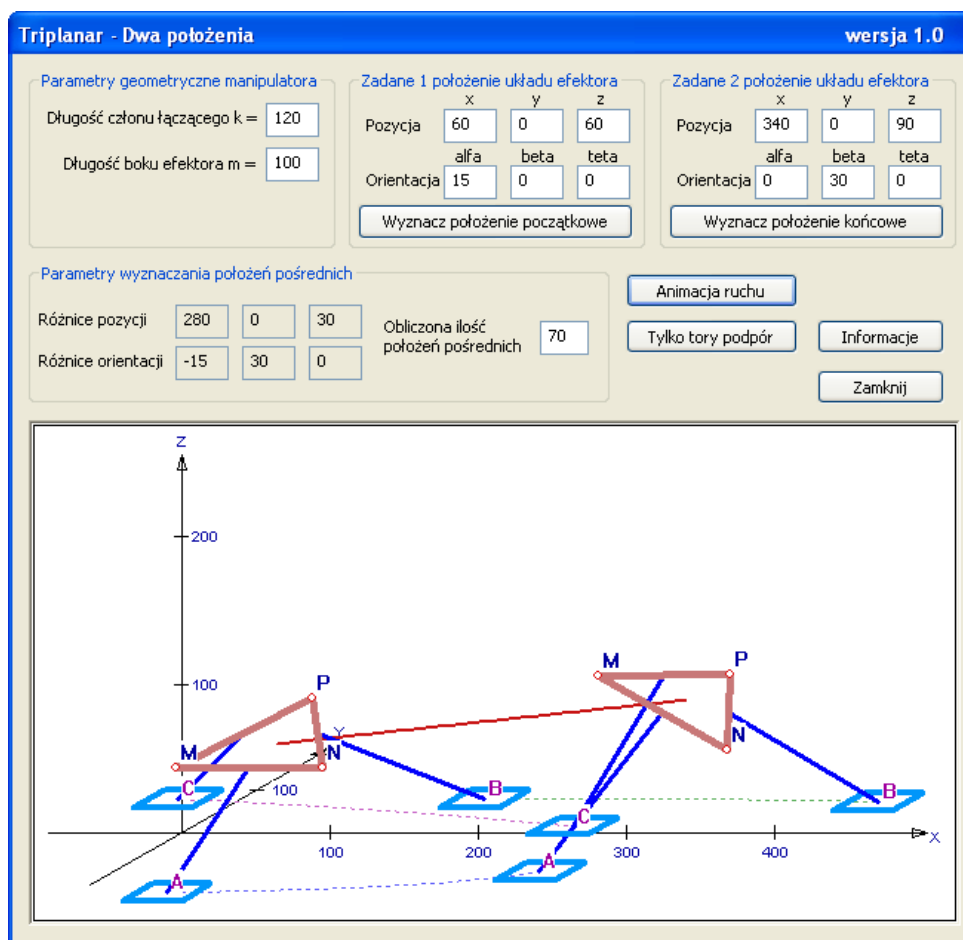 Triplanar - Dwa położenia wersja 1.0
Parametry geometryczne manipulatora
Długość członu łączącego k = 120
Długość boku efektora m = 100
Zadane 1 położenie układu efektora
x y z
Pozycja 60 0 60
alfa beta teta
Orientacja 15 0 0
Wyznacz położenie początkowe
Zadane 2 położenie układu efektora
x y z
Pozycja 340 0 90
alfa beta teta
Orientacja 0 30 0
Wyznacz położenie końcowe
Parametry wyznaczania położeń pośrednich
Różnice pozycji 280 0 30
Różnice orientacji -15 30 0
Obliczona ilość
położeń pośrednich 70
Animacja ruchu
Tylko tory podpór
Informacje
Zamknij
Z
200
M P
P
100
Y N
M N
C B B
100
C
X
100 200 300 400
A
A